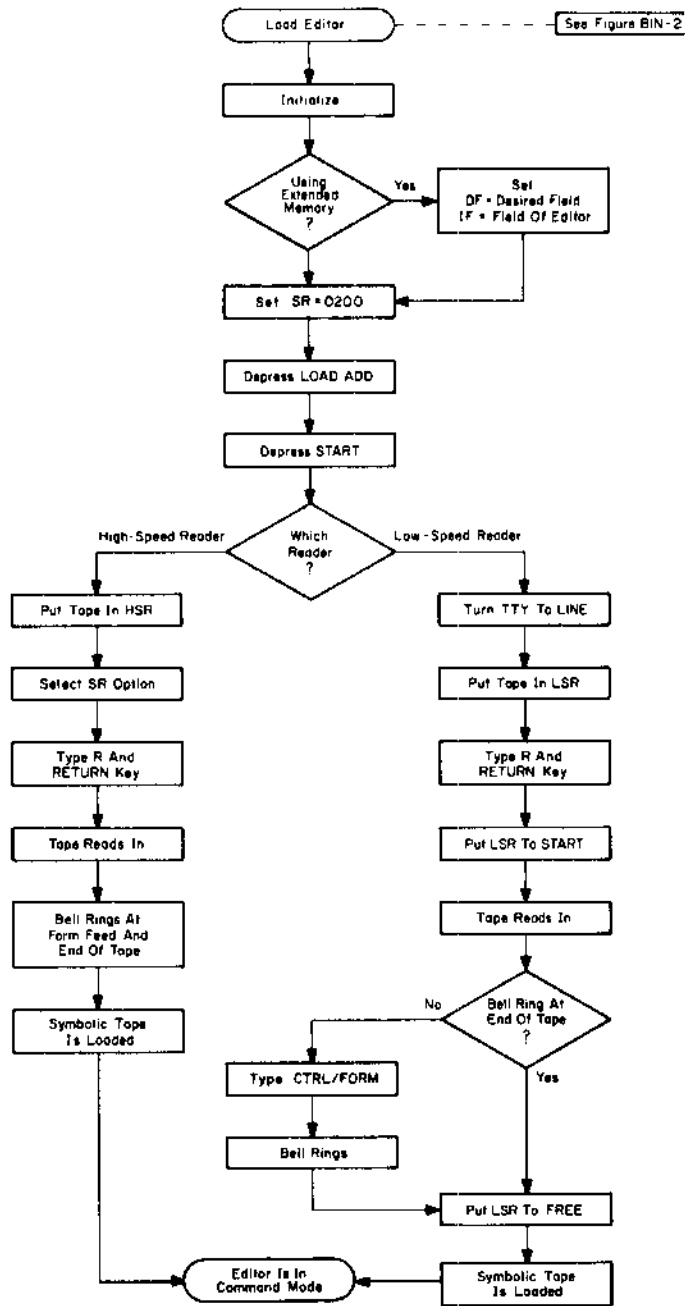 Load Editor
See Figure BIN-2
Initialize
Using
Extended
Memory
?
Yes
Set
DF = Desired Field
IF = Field Of Editor
Set SR = 0200
Depress LOAD ADD
Depress START
High-Speed Reader
Which
Reader
?
Low-Speed Reader
Put Tape In HSR
Select SR Option
Type R And
RETURN Key
Tape Reads In
Bell Rings At
Form Feed And
End Of Tape
Symbolic Tape
Is Loaded
Turn TTY To LINE
Put Tape In LSR
Type R And
RETURN Key
Put LSR To START
Tape Reads In
Bell Ring At
End Of Tape
?
No
Yes
Type CTRL/FORM
Bell Rings
Put LSR To FREE
Symbolic Tape
Is Loaded
Editor Is In
Command Mode